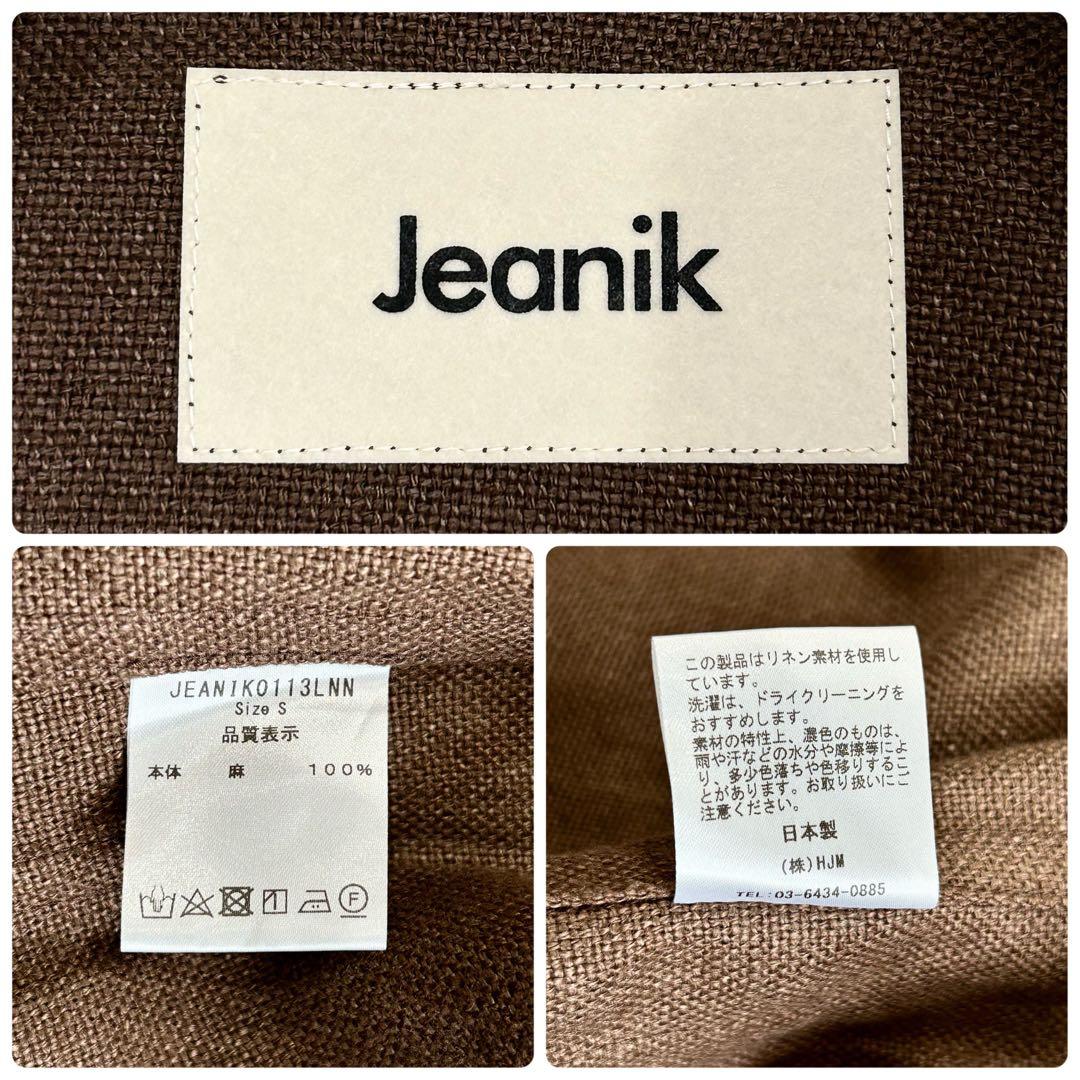 Jeanik
JEANIK0113LNN
Size S
品質表示
本体 麻 100%
F
この製品はリネン素材を使用し
ています。
洗濯は、ドライクリーニングを
おすすめします。
素材の特性上、濃色のものは、
雨や汗などの水分や摩擦等によ
り、多少色落ちや色移りするこ
とがあります。お取り扱いにご
注意ください。
日本製
(株)HJM
TEL:03-6434-0885